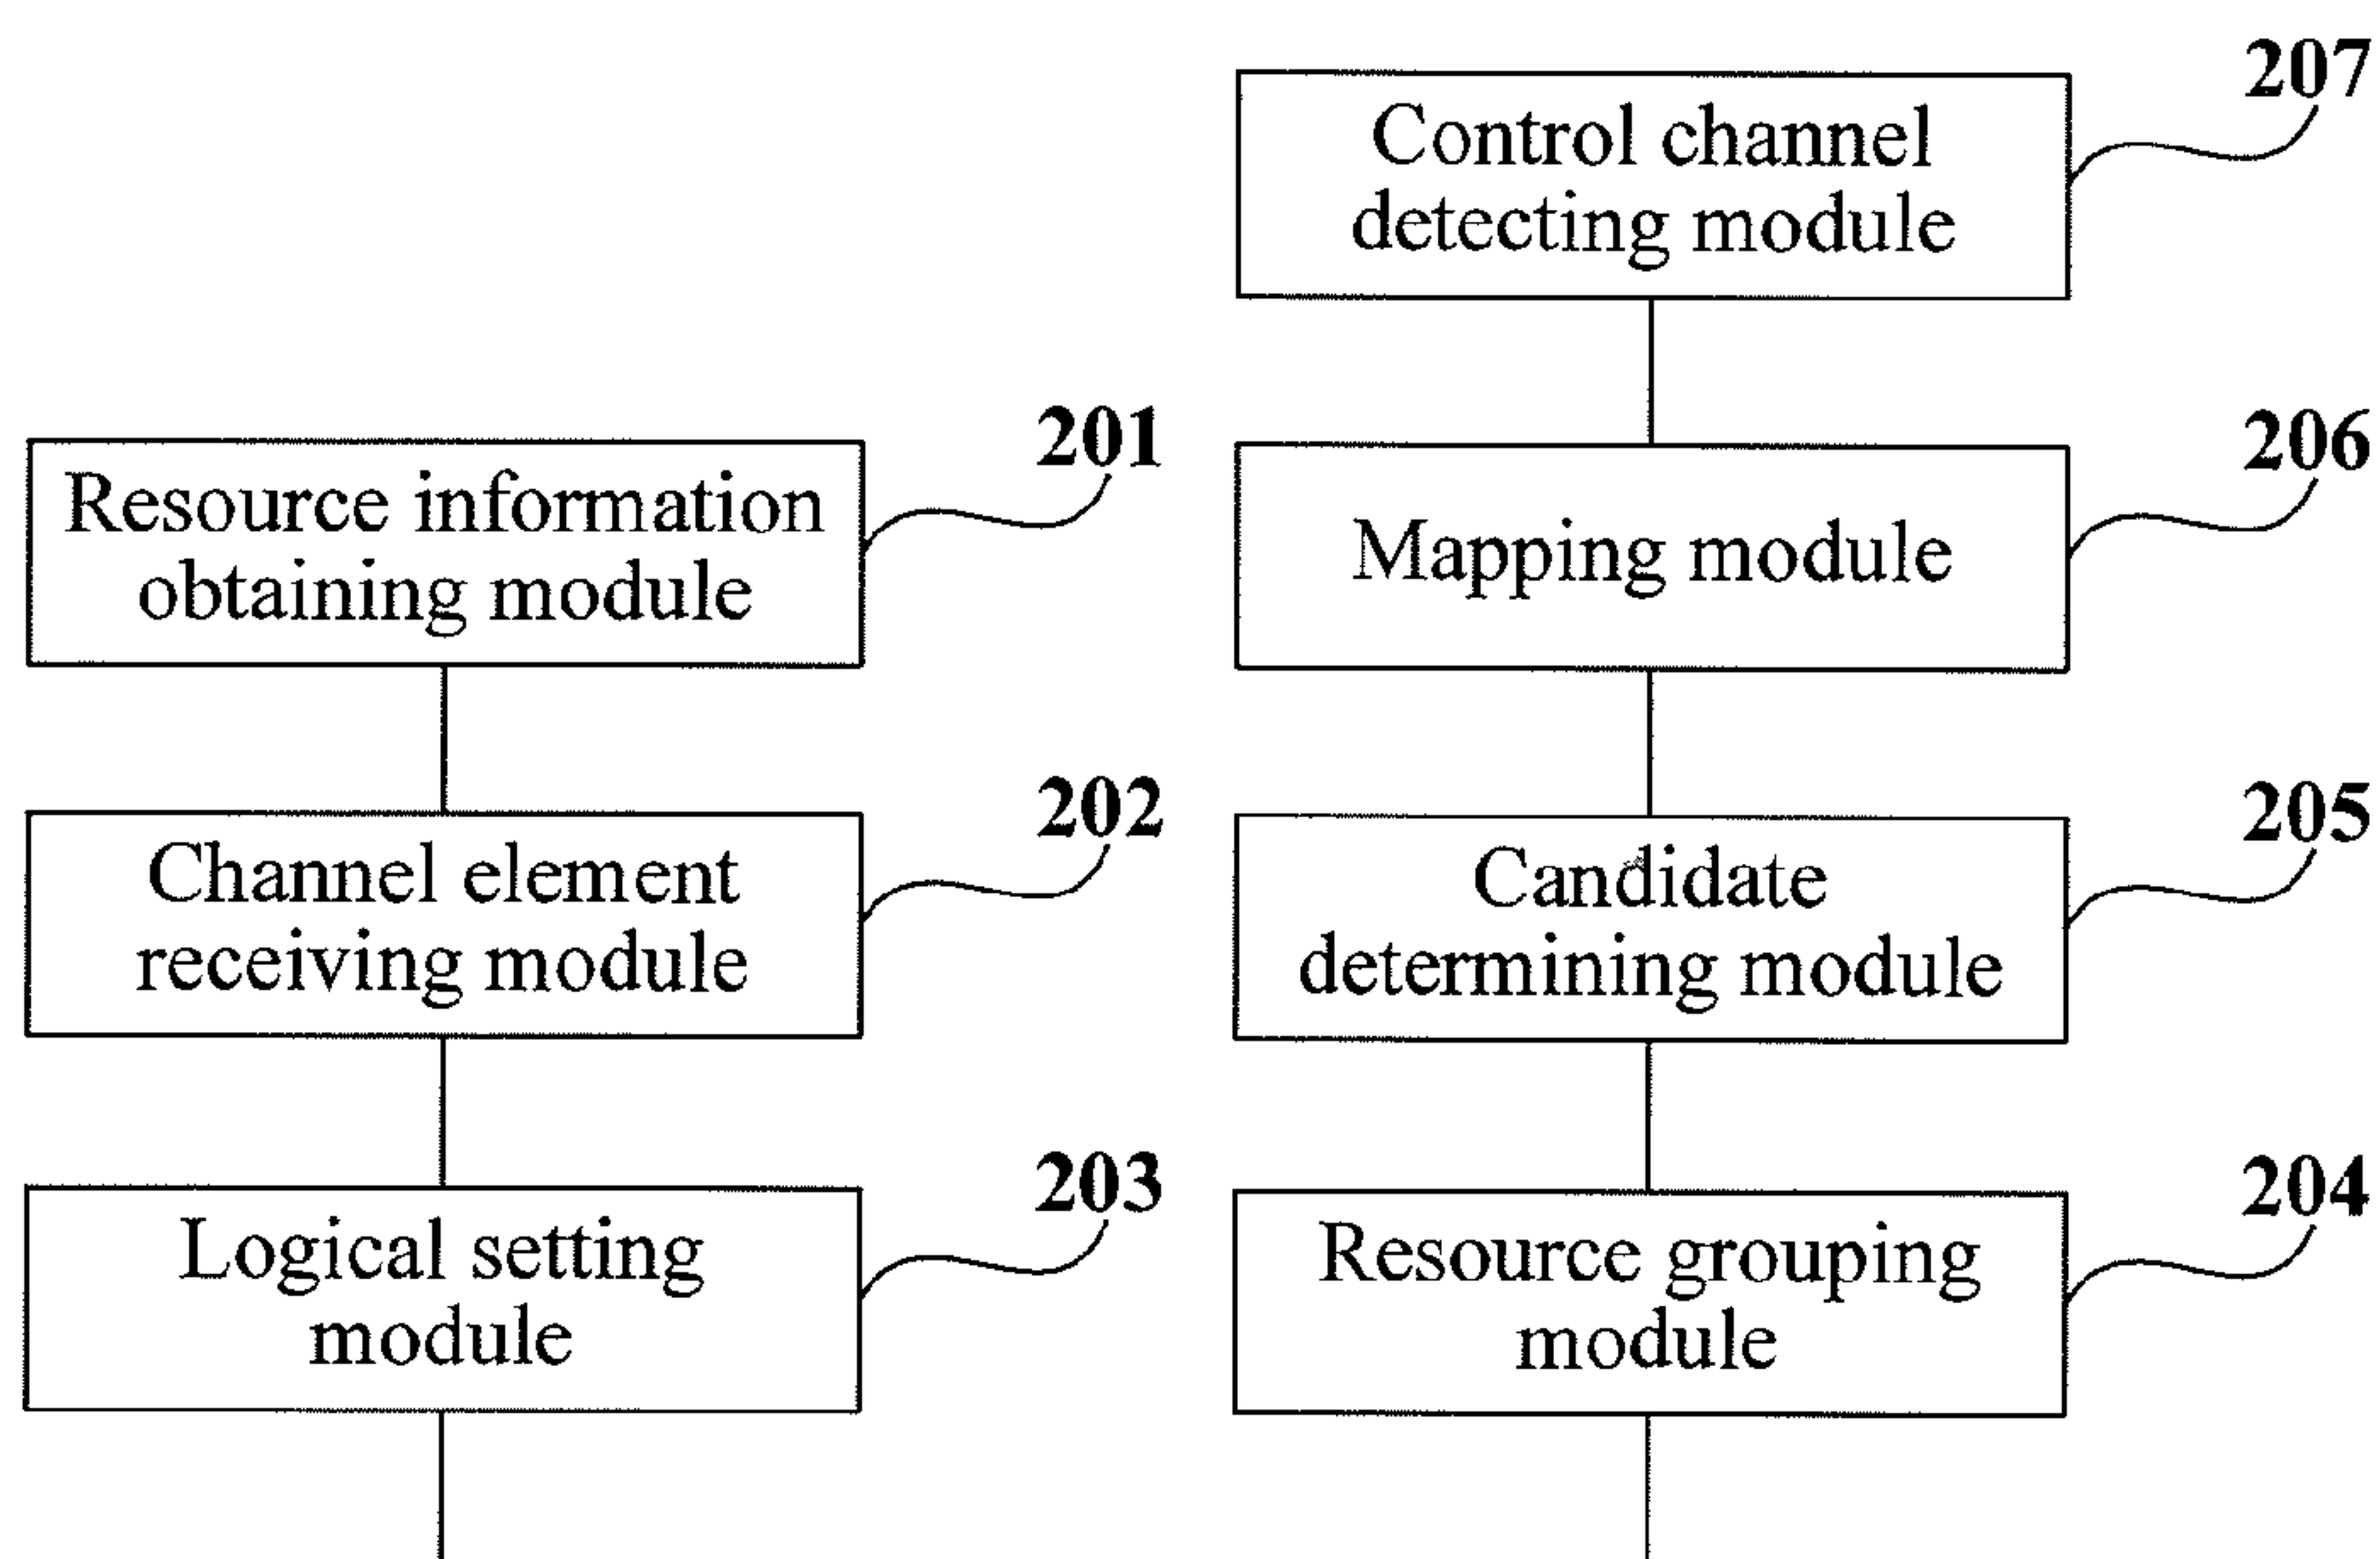 207
Control channel
detecting module
201
Resource information
obtaining module
206
Mapping module
202
Channel element
receiving module
205
Candidate
determining module
203
Logical setting
module
204
Resource grouping
module